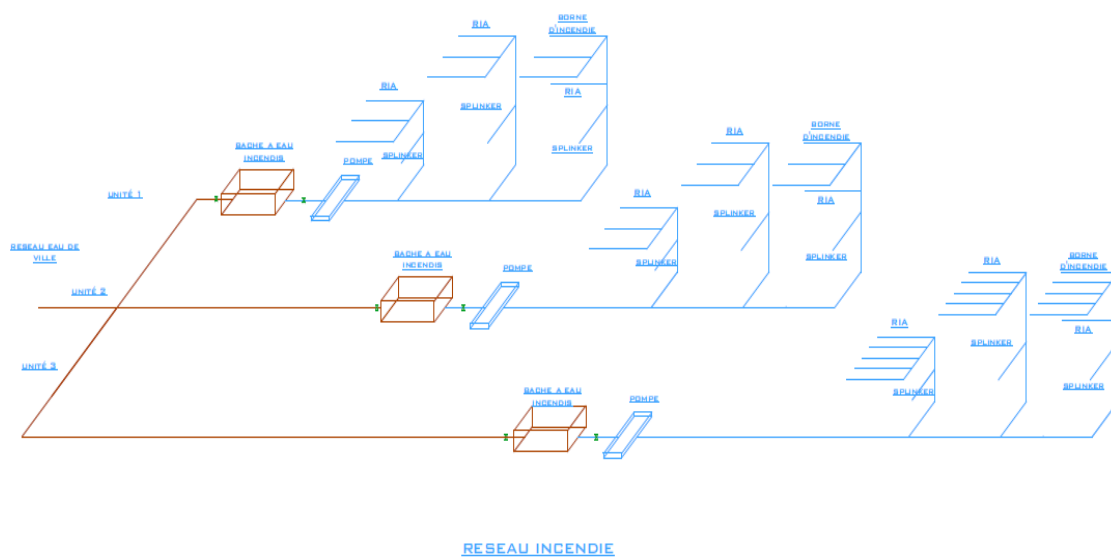 RIA
BORNE
D'INCENDIE
RIA
RIA
SPLINKER
SPLINKER
SPLINKER
BACHE A EAU
INCENDIS
POMPE
UNITÉ 1
RIA
BORNE
D'INCENDIE
RIA
RIA
SPLINKER
SPLINKER
SPLINKER
RESEAU EAU DE
VILLE
BACHE A EAU
INCENDIS
POMPE
UNITÉ 2
RIA
BORNE
D'INCENDIE
RIA
RIA
SPLINKER
SPLINKER
SPLINKER
UNITÉ 3
BACHE A EAU
INCENDIS
POMPE
RESEAU INCENDIE